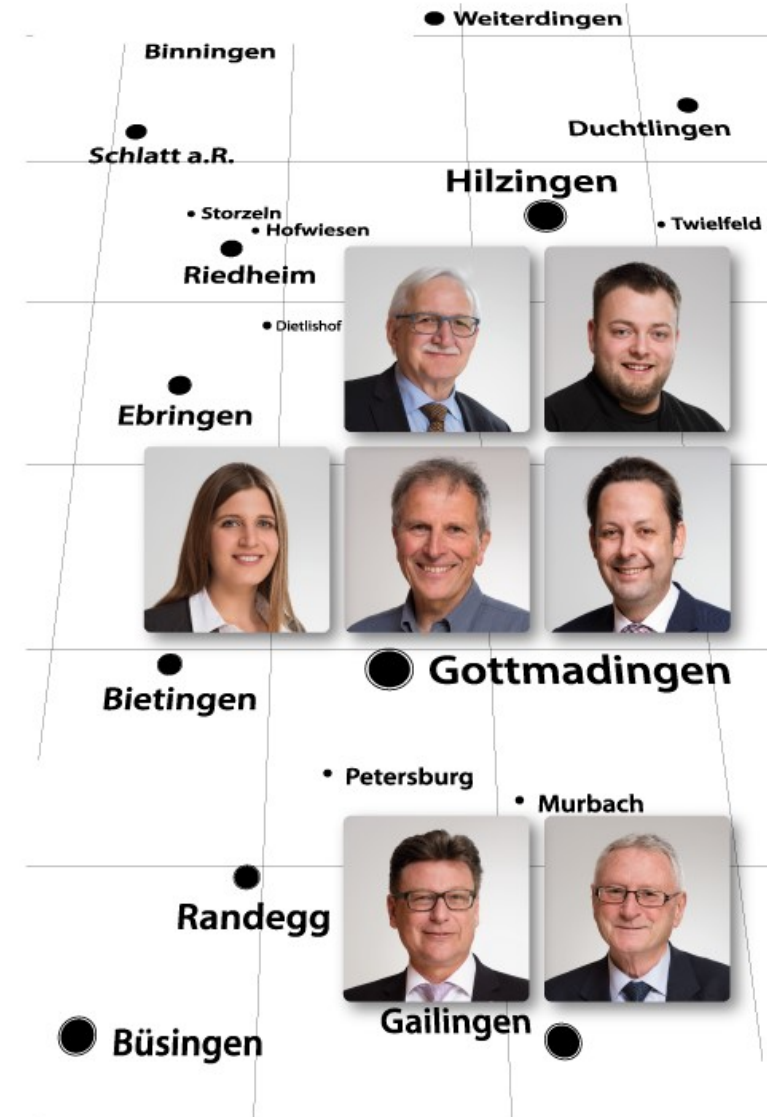 Weiterdingen
Binningen
Duchtlingen
Schlatt a.R.
Hilzingen
Storzeln
Twielfeld
Hofwiesen
Riedheim
Dietlishof
Ebringen
Gottmadingen
Bietingen
Petersburg
Murbach
Randegg
Gailingen
Büsingen